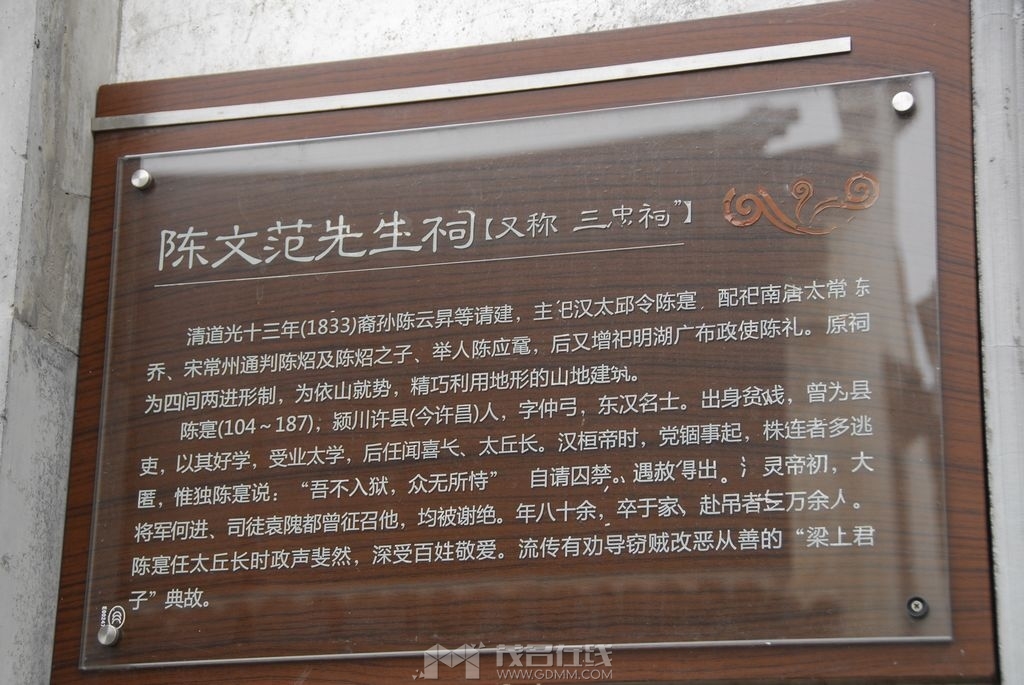 陈文范先生祠【又称 三忠祠”】
清道光十三年(1833)裔孙陈云昇等请建，主祀汉太邱令陈寔 配祀南唐太常东
乔、宋常州通判陈炤及陈炤之子、举人陈应鼋，后又增祀明湖广布政使陈礼。原祠
为四间两进形制，为依山就势，精巧利用地形的山地建筑。
陈寔(104～187)，颍川许县(今许昌)人，字仲弓，东汉名士。出身贫贱，曾为县
吏，以其好学，受业太学，后任闻喜长、太丘长。汉桓帝时，党锢事起，株连者多逃
匿，惟独陈寔说：“吾不入狱，众无所恃” 自请囚禁。遇赦得出。灵帝初，大
将军何进、司徒袁隗都曾征召他，均被谢绝。年八十余，卒于家，赴吊者三万余人。
陈寔任太丘长时政声斐然，深受百姓敬爱。流传有劝导窃贼改恶从善的“梁上君
子”典故。
茂名在线
WWW.GDMM.COM